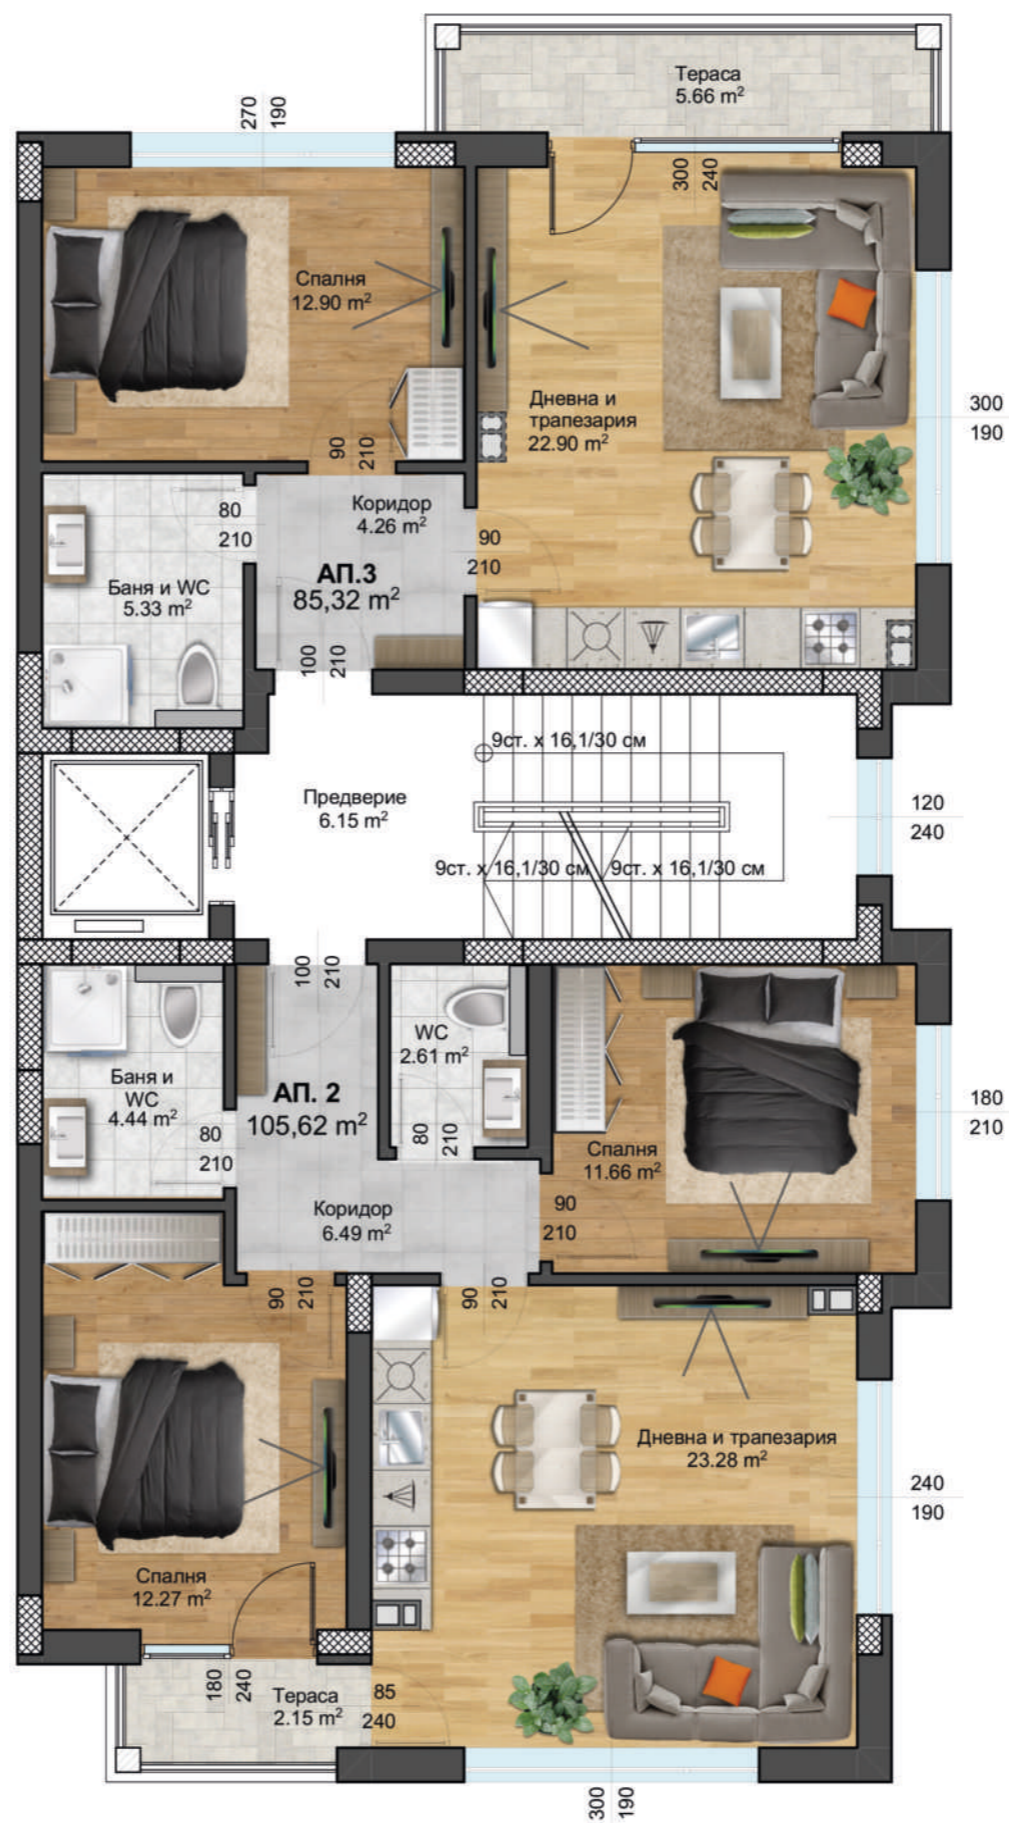 Тераса
5.66 m²
270
190
300
240
Спалня
12.90 m²
Дневна и
трапезария
22.90 m²
300
190
90
210
Коридор
4.26 m²
80
210
90
210
АП.3
85,32 m²
Баня и WC
5.33 m²
100
210
9ст. x 16,1/30 см
Предверие
6.15 m²
120
240
9ст. x 16,1/30 см
9ст. x 16,1/30 см
100
210
WC
2.61 m²
Баня и
WC
4.44 m²
АП. 2
105,62 m²
80
210
80
210
180
210
Спалня
11.66 m²
Коридор
6.49 m²
90
210
90
210
90
210
Дневна и трапезария
23.28 m²
240
190
Спалня
12.27 m²
180
240
Тераса
2.15 m²
85
240
300
190